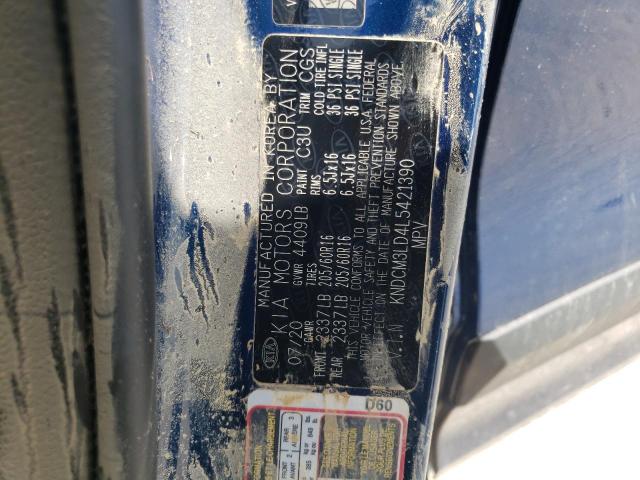 MANUFACTURED IN KOREA BY
KIA MOTORS CORPORATION
07/20 GVWR 4409LB PAINT C3U TRIM CGS
GAWR TIRES RIMS COLD-TIRE INFL
FRONT 2337LB 205/60R16 6.5Jx16 36 PSI SINGLE
REAR 2337LB 205/60R16 6.5Jx16 36 PSI SINGLE
THIS VEHICLE CONFORMS TO ALL APPLICABLE USA FEDERAL
MOTOR VEHICLE SAFETY AND THEFT PREVENTION STANDARDS
IN EFFECT ON THE DATE OF MANUFACTURE SHOWN ABOVE.
V.I.N KNDCM3LD4L5421390
MPV
KIA
D60